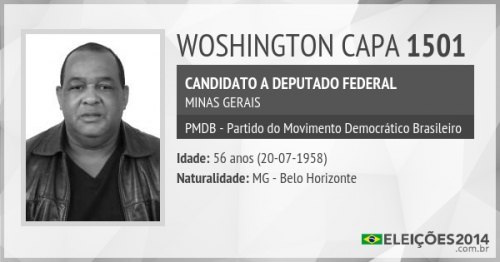 WOSHINGTON CAPA 1501
CANDIDATO A DEPUTADO FEDERAL
MINAS GERAIS
PMDB - Partido do Movimento Democrático Brasileiro
Idade: 56 anos (20-07-1958)
Naturalidade: MG - Belo Horizonte
ELEIÇÕES2014
.com.br